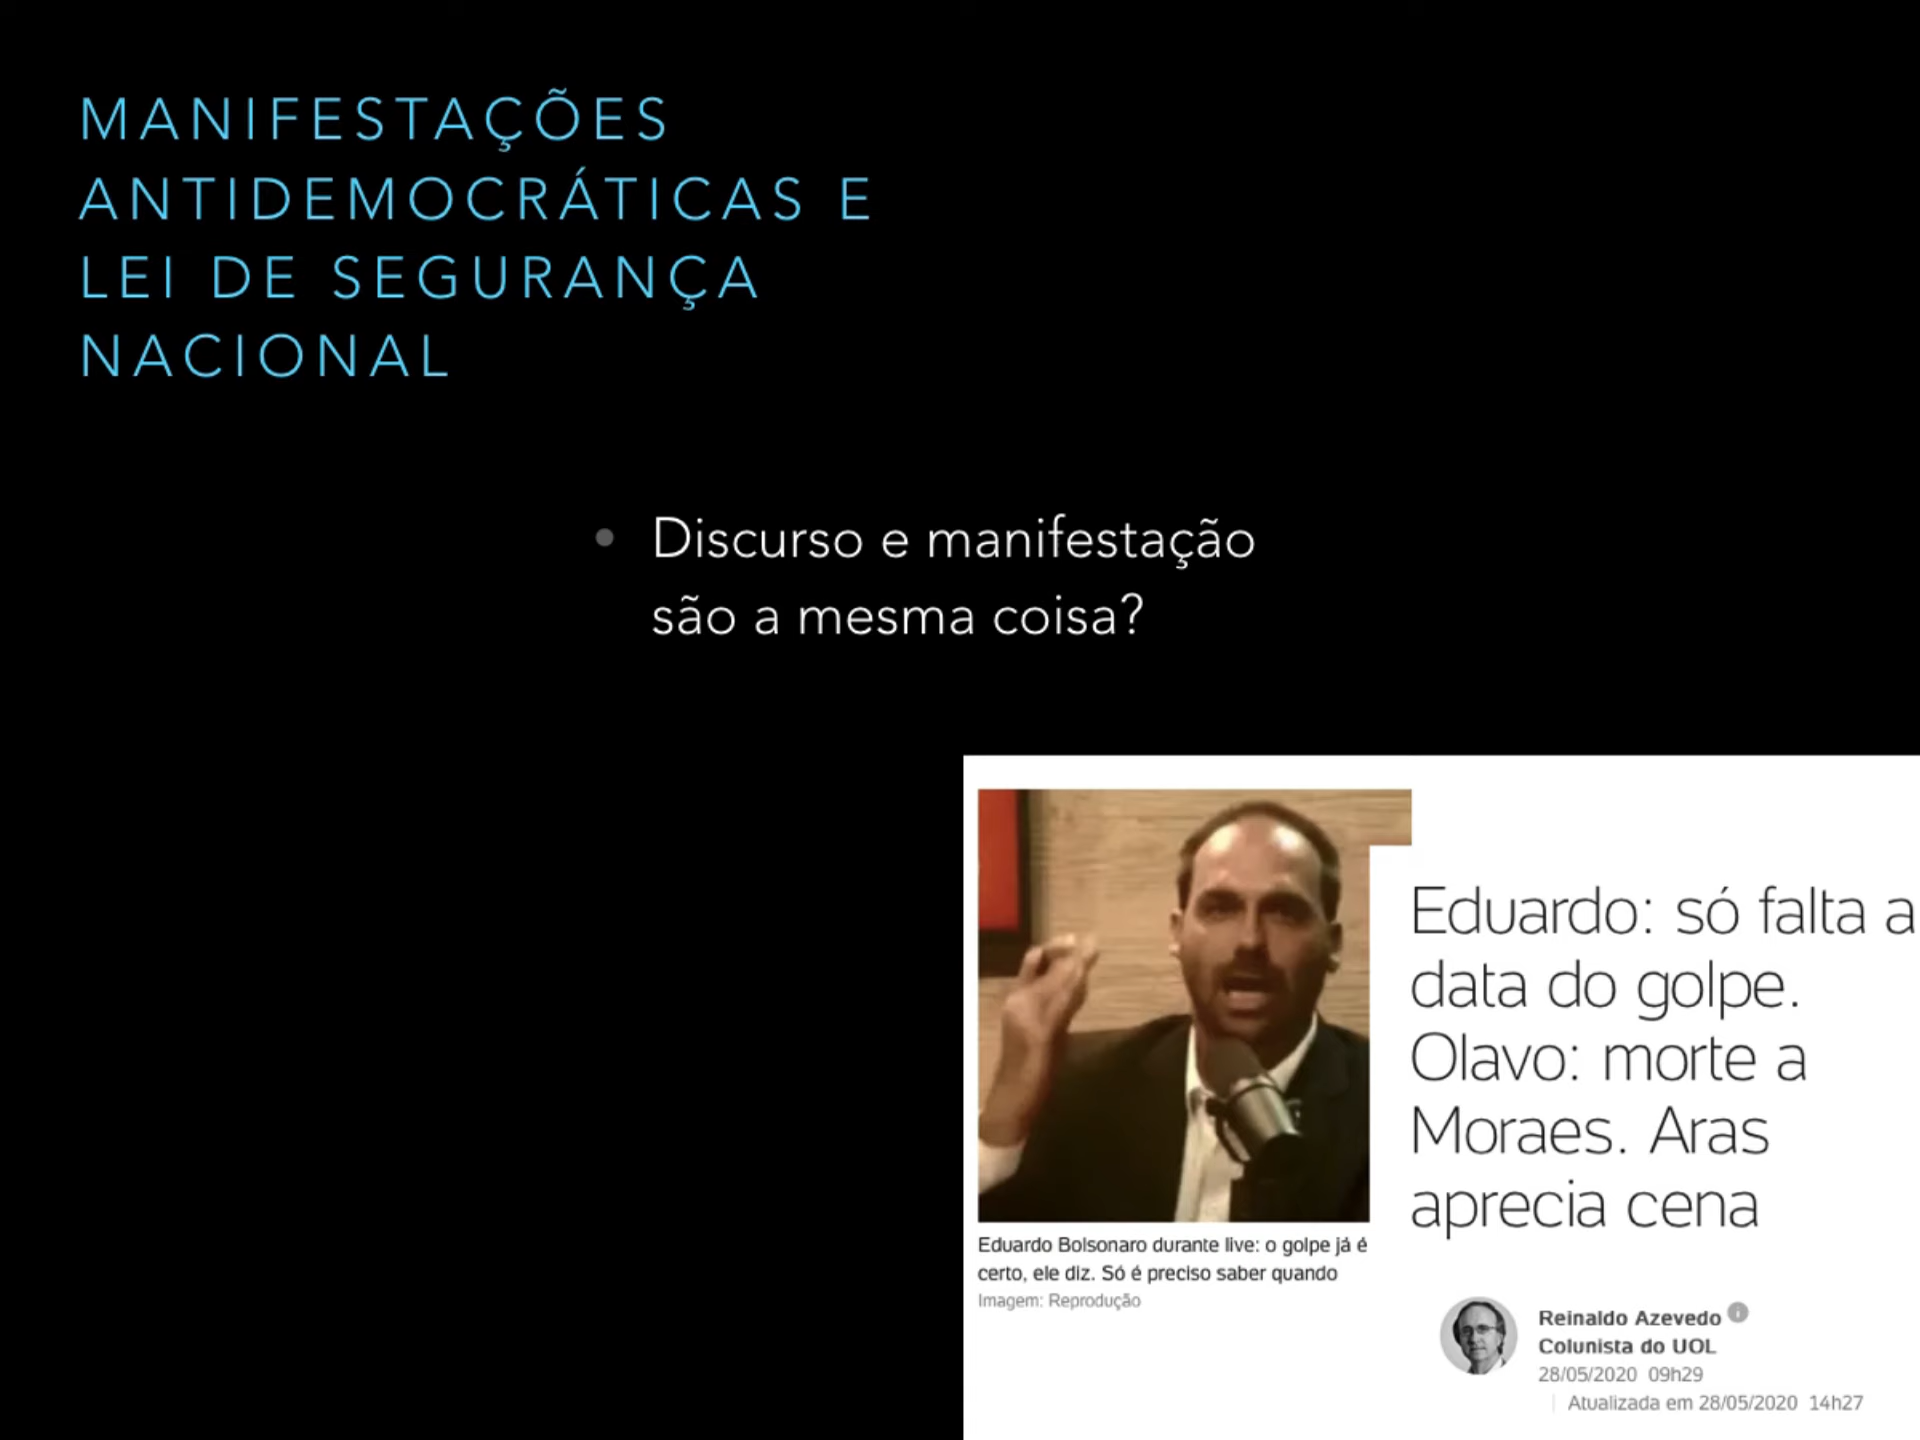 MANIFESTAÇÕES
ANTIDEMOCRÁTICAS E
LEI DE SEGURANÇA
NACIONAL
• Discurso e manifestação
são a mesma coisa?
Eduardo: só falta a
data do golpe.
Olavo: morte a
Moraes. Aras
aprecia cena
Eduardo Bolsonaro durante live: o golpe já é
certo, ele diz. Só é preciso saber quando
Imagem: Reprodução
Reinaldo Azevedo
Colunista do UOL
28/05/2020 09h29
Atualizada em 28/05/2020 14h27